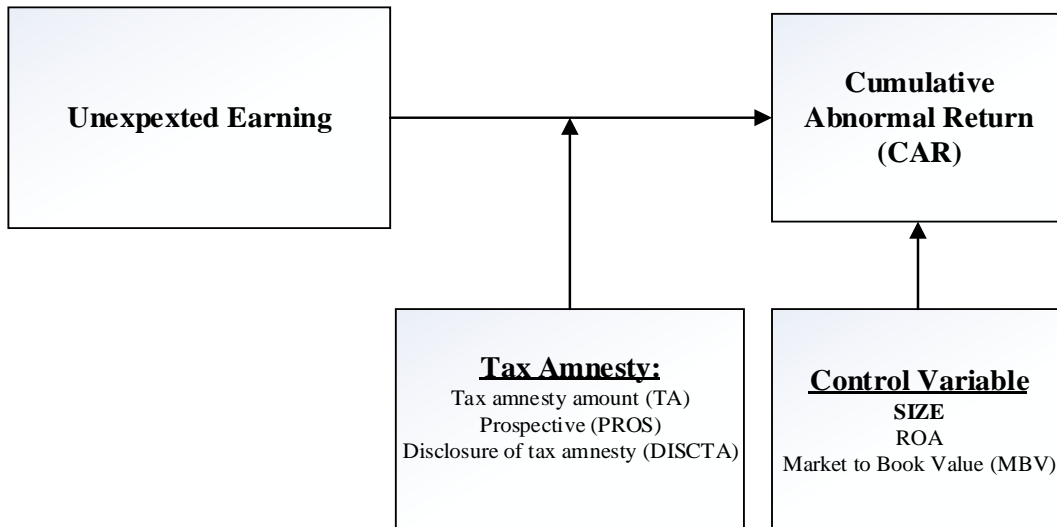 Unexpexted Earning
Cumulative
Abnormal Return
(CAR)
Tax Amnesty:
Tax amnesty amount (TA)
Prospective (PROS)
Disclosure of tax amnesty (DISCTA)
Control Variable
SIZE
ROA
Market to Book Value (MBV)